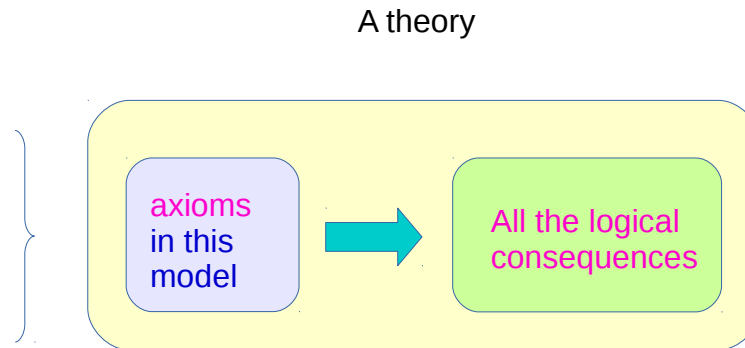 A theory
axioms
in this
model
All the logical
consequences